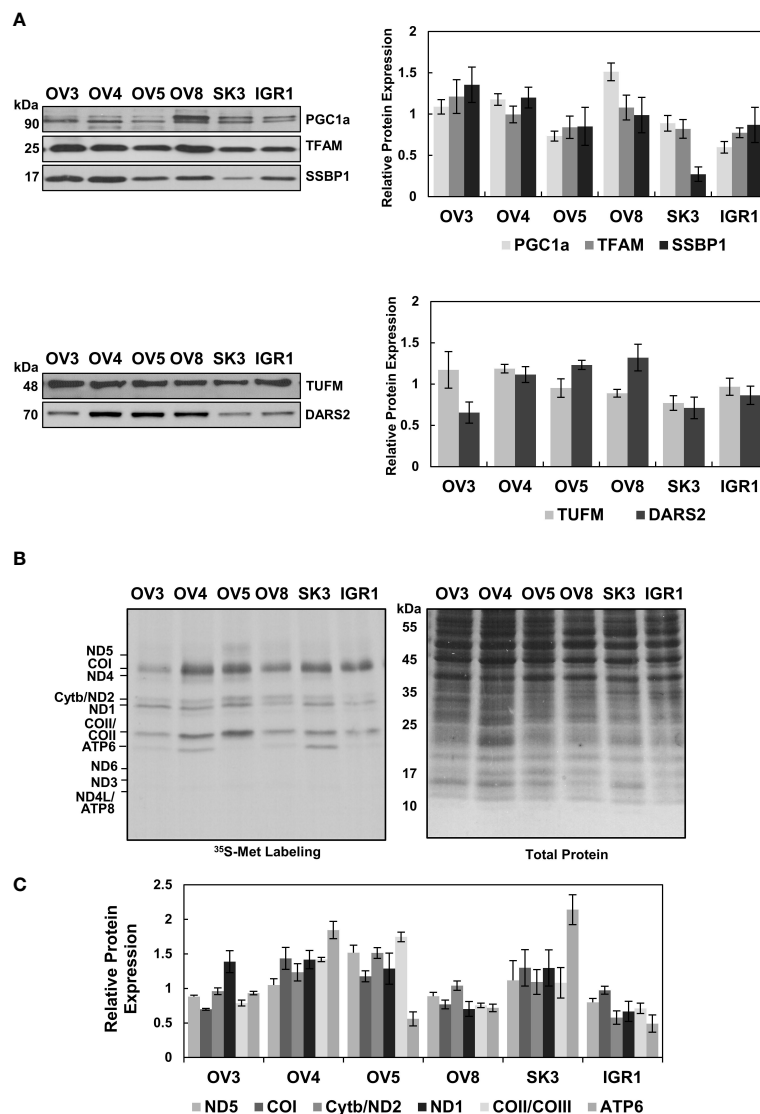 A
OV3 OV4 OV5 OV8 SK3 IGR1
kDa
90
PGC1a
25
TFAM
17
SSBP1
Relative Protein Expression
2
1.5
1
0.5
0
OV3 OV4 OV5 OV8 SK3 IGR1
PGC1a TFAM SSBP1
OV3 OV4 OV5 OV8 SK3 IGR1
kDa
48
TUFM
70
DARS2
Relative Protein Expression
2
1.5
1
0.5
0
OV3 OV4 OV5 OV8 SK3 IGR1
TUFM DARS2
B
OV3 OV4 OV5 OV8 SK3 IGR1
ND5
COI
ND4
Cytb/ND2
ND1
COII/
COII
ATP6
ND6
ND3
ND4L/
ATP8
³⁵S-Met Labeling
OV3 OV4 OV5 OV8 SK3 IGR1
kDa
55
45
35
25
17
10
Total Protein
C
Relative Protein
Expression
2.5
2
1.5
1
0.5
0
OV3 OV4 OV5 OV8 SK3 IGR1
ND5 COI Cytb/ND2 ND1 COII/COIII ATP6